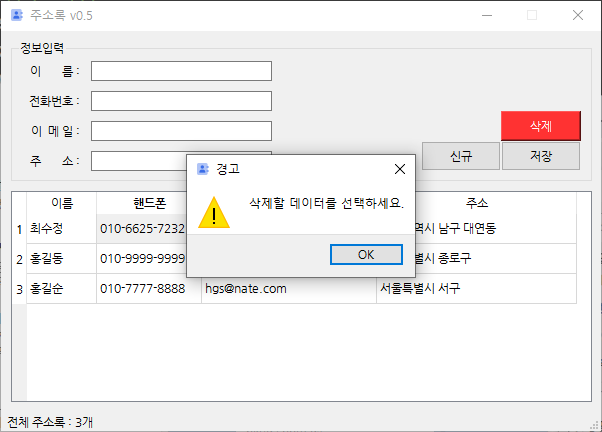 주소록 v0.5
정보입력
이 름 :
전화번호 :
이 메 일 :
주 소 :
삭제
신규 저장
경고
삭제할 데이터를 선택하세요.
OK
이름 핸드폰 주소
1 최수정 010-6625-7232 역시 남구 대연동
2 홍길동 010-9999-9999 별시 종로구
3 홍길순 010-7777-8888 hgs@nate.com 서울특별시 서구
전체 주소록 : 3개